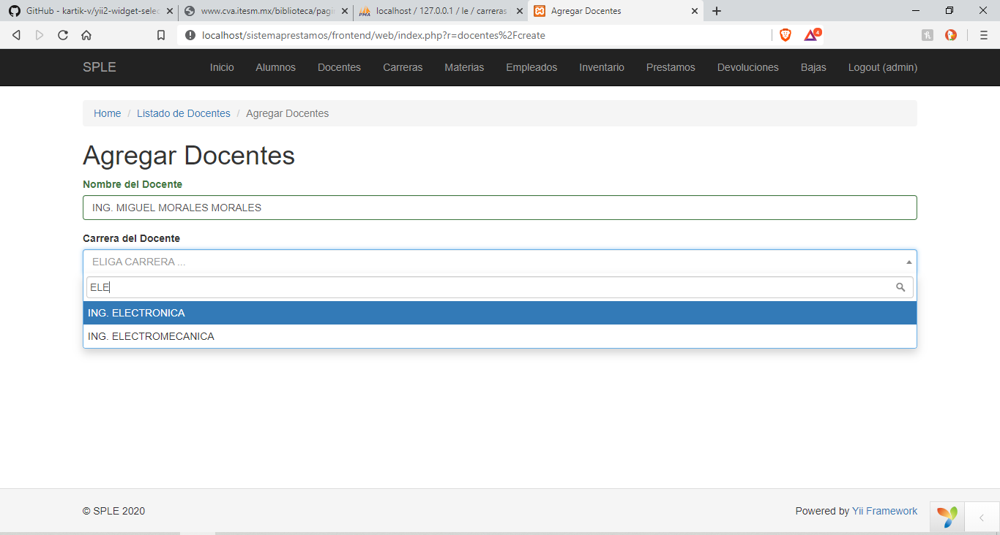 GitHub - kartik-v/yii2-widget-selec
www.cva.itesm.mx/biblioteca/pagi
PMA
localhost / 127.0.0.1 / le / carreras
Agregar Docentes
localhost/sistemaprestamos/frontend/web/index.php?r=docentes%2Fcreate
4
SPLE
Inicio
Alumnos
Docentes
Carreras
Materias
Empleados
Inventario
Prestamos
Devoluciones
Bajas
Logout (admin)
Home / Listado de Docentes / Agregar Docentes
Agregar Docentes
Nombre del Docente
ING. MIGUEL MORALES MORALES
Carrera del Docente
ELIGA CARRERA ...
ELE
ING. ELECTRONICA
ING. ELECTROMECANICA
© SPLE 2020
Powered by Yii Framework